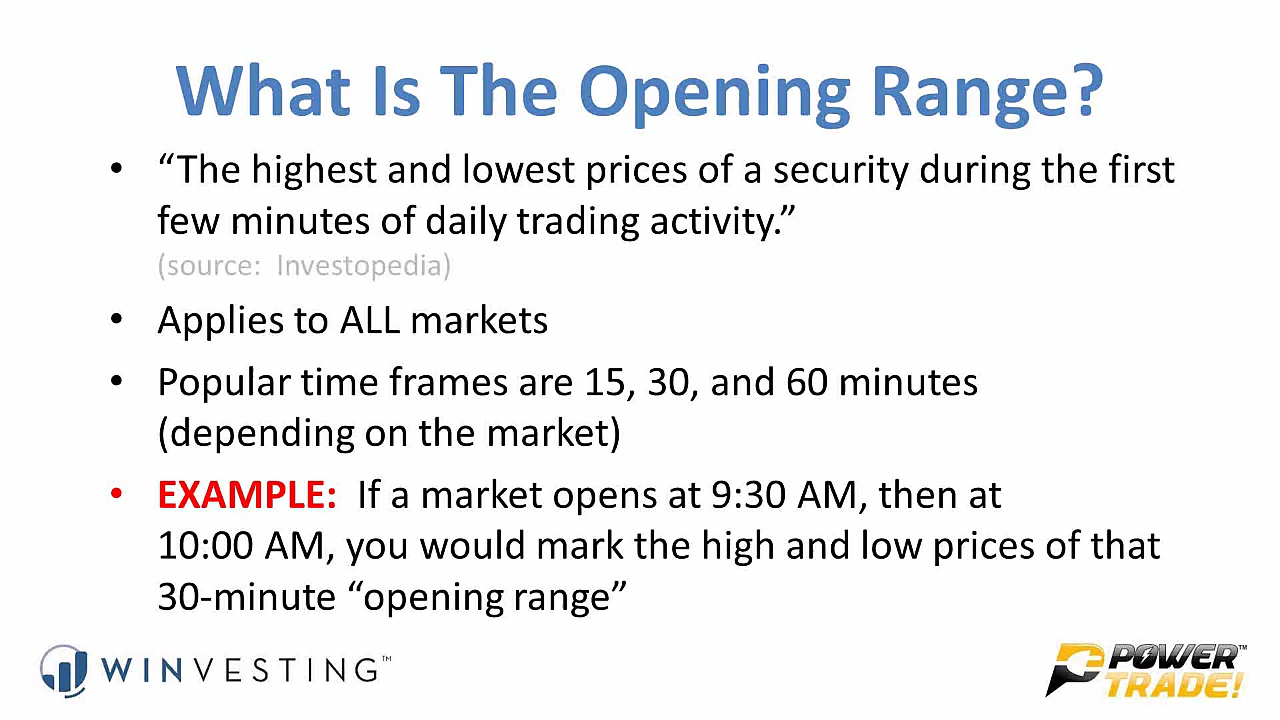 What Is The Opening Range?
• “The highest and lowest prices of a security during the first
few minutes of daily trading activity.”
(source:  Investopedia)
• Applies to ALL markets
• Popular time frames are 15, 30, and 60 minutes
(depending on the market)
• EXAMPLE:  If a market opens at 9:30 AM, then at
10:00 AM, you would mark the high and low prices of that
30-minute “opening range”
WINVESTING™
POWER™
TRADE!